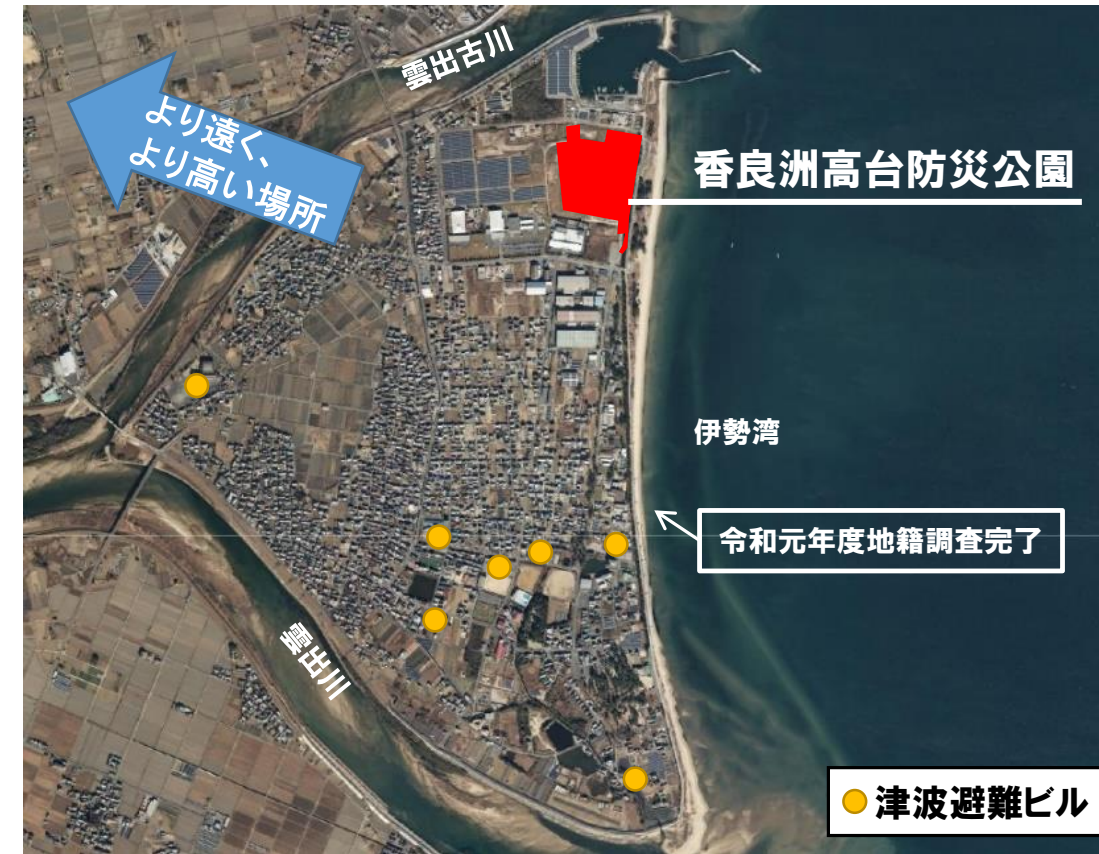 雲出古川
より遠く、
より高い場所
香良洲高台防災公園
伊勢湾
令和元年度地籍調査完了
雲出川
津波避難ビル